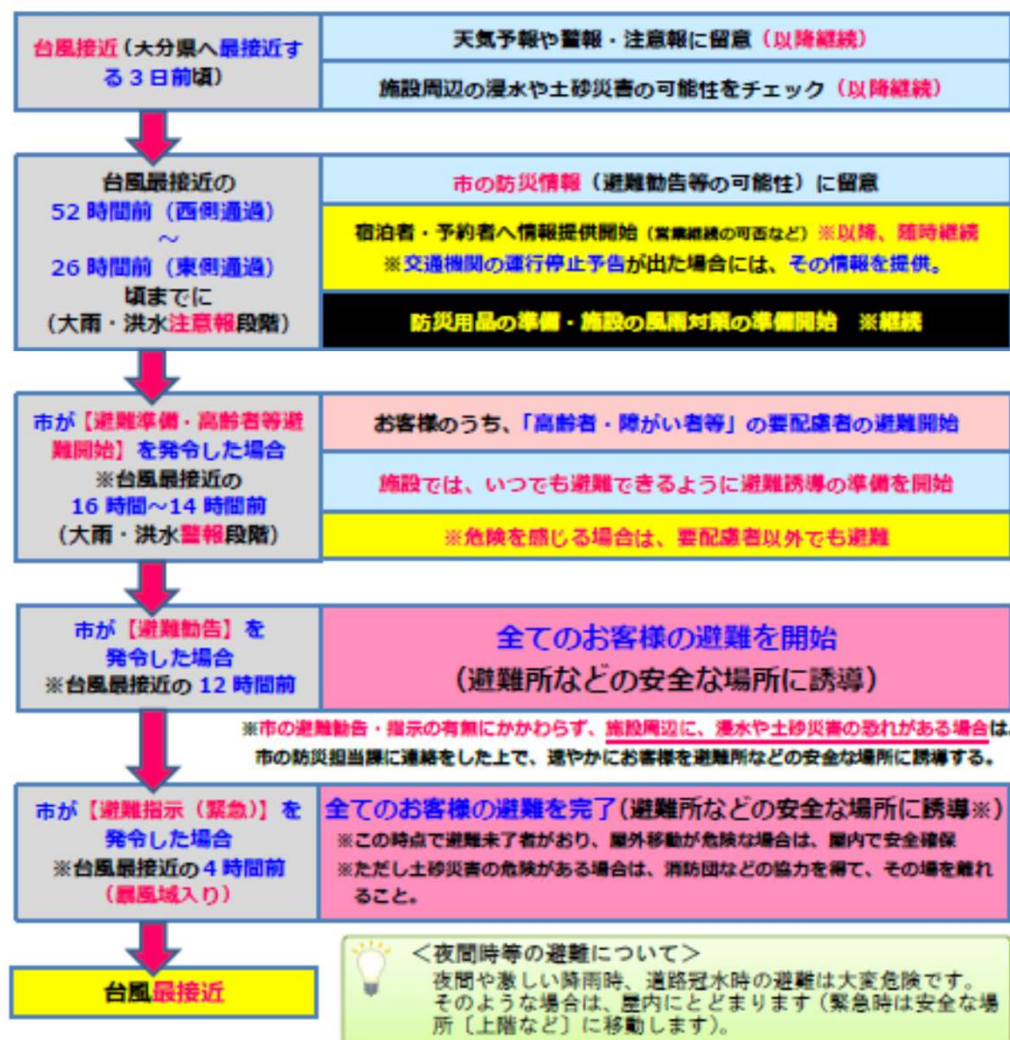 台風接近(大分県へ最接近す
る3日前頃)
天気予報や警報・注意報に留意(以降継続)
施設周辺の浸水や土砂災害の可能性をチェック(以降継続)
台風最接近の
52時間前(西側通過)
~
26時間前(東側通過)
頃までに
(大雨・洪水注意報段階)
市の防災情報(避難勧告等の可能性)に留意
宿泊者・予約者へ情報提供開始(営業継続の可否など)※以降、随時継続
※交通機関の運行停止予告が出た場合には、その情報を提供。
防災用品の準備・施設の風雨対策の準備開始 ※継続
市が【避難準備・高齢者等避
難開始】を発令した場合
※台風最接近の
16時間~14時間前
(大雨・洪水警報段階)
お客様のうち、「高齢者・障がい者等」の要配慮者の避難開始
施設では、いつでも避難できるように避難誘導の準備を開始
※危険を感じる場合は、要配慮者以外でも避難
市が【避難勧告】を
発令した場合
※台風最接近の12時間前
全てのお客様の避難を開始
(避難所などの安全な場所に誘導)
※市の避難勧告・指示の有無にかかわらず、施設周辺に、浸水や土砂災害の恐れがある場合は、
市の防災担当課に連絡をした上で、速やかにお客様を避難所などの安全な場所に誘導する。
市が【避難指示(緊急)】を
発令した場合
※台風最接近の4時間前
(暴風域入り)
全てのお客様の避難を完了(避難所などの安全な場所に誘導※)
※この時点で避難未了者がおり、屋外移動が危険な場合は、屋内で安全確保
※ただし土砂災害の危険がある場合は、消防団などの協力を得て、その場を離れ
ること。
台風最接近
<夜間時等の避難について>
夜間や激しい降雨時、道路冠水時の避難は大変危険です。
そのような場合は、屋内にとどまります(緊急時は安全な場
所〔上階など〕に移動します)。